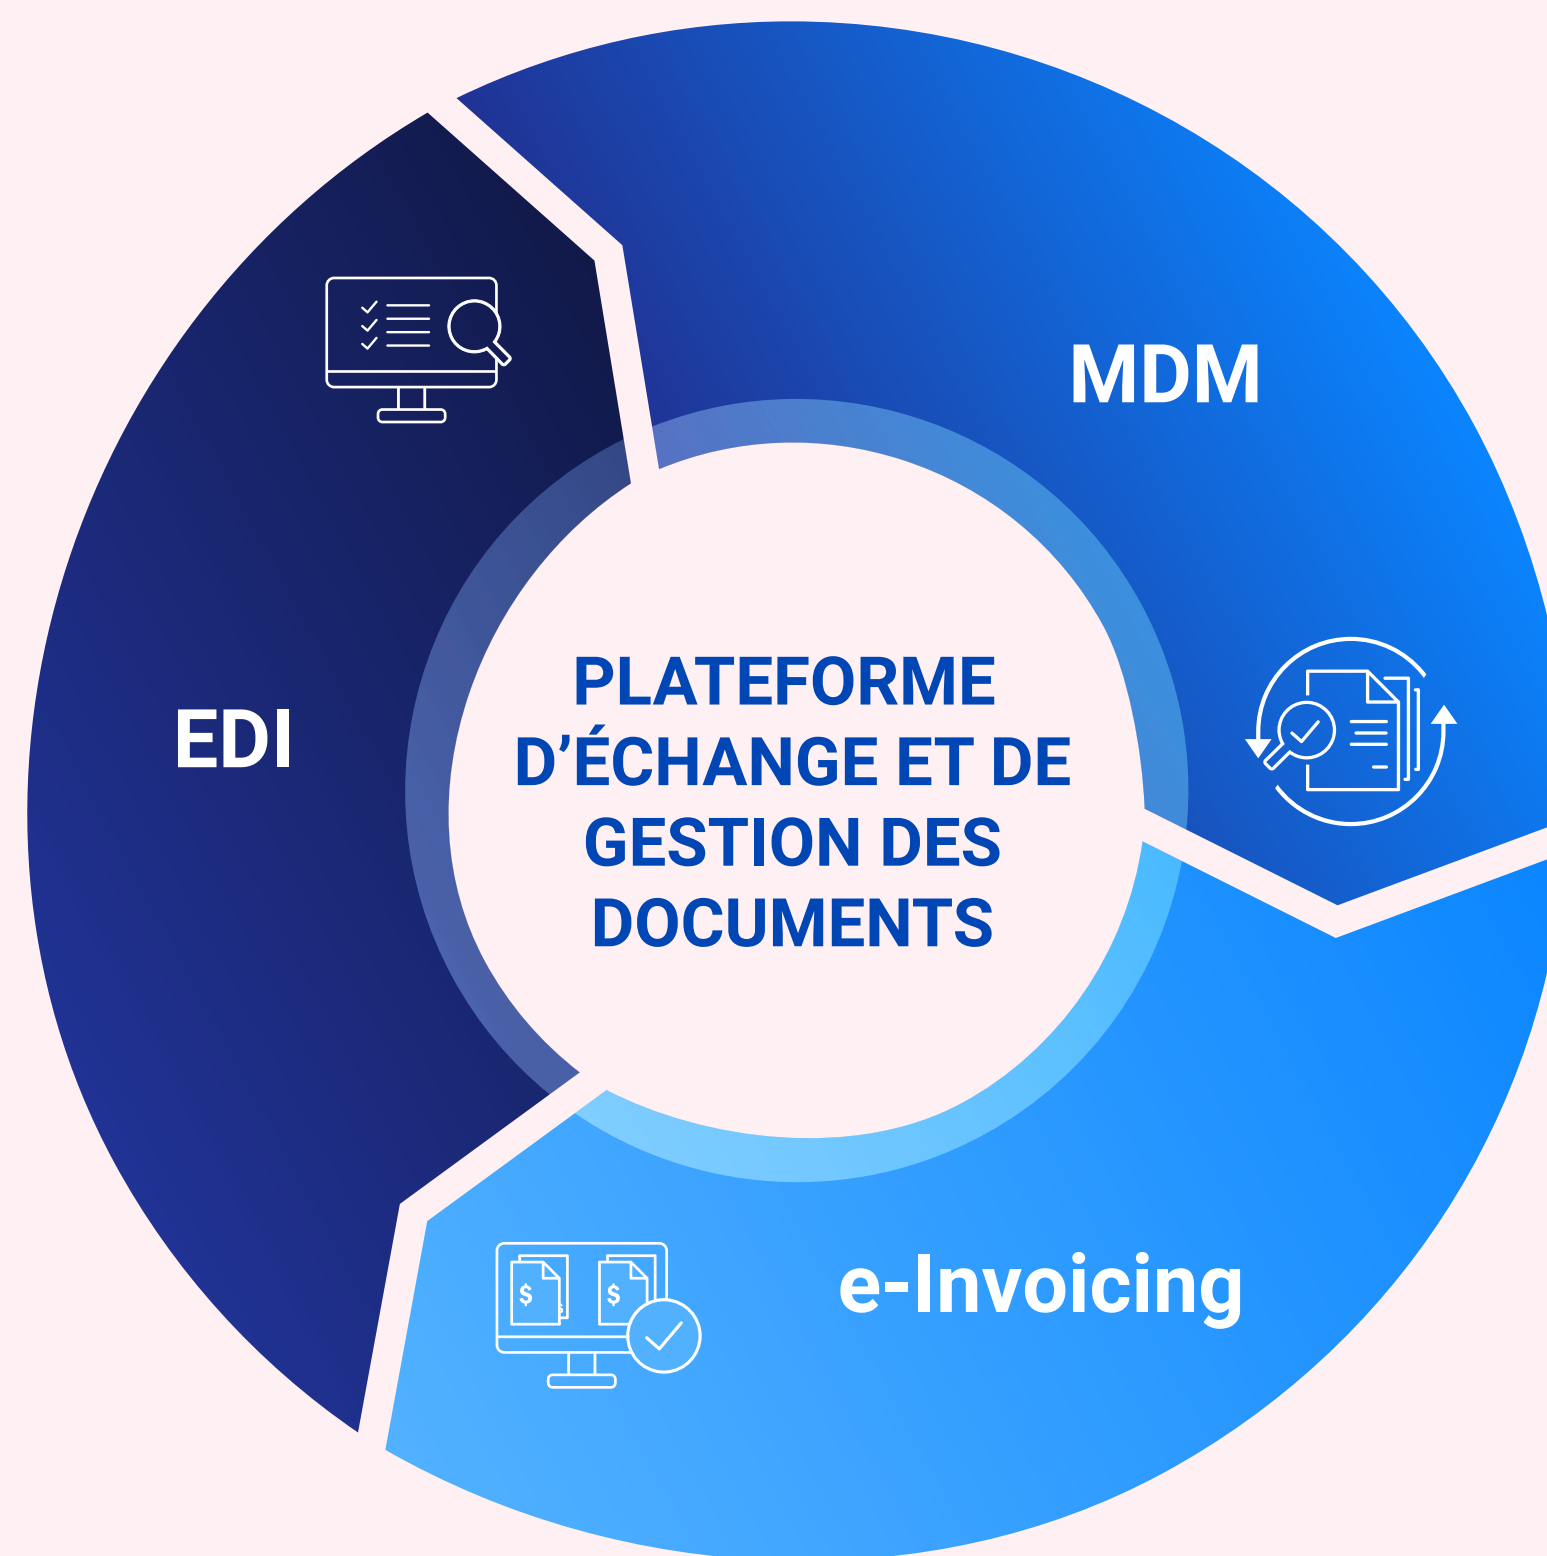 MDM
EDI
PLATEFORME
D’ÉCHANGE ET DE
GESTION DES
DOCUMENTS
$ $
e-Invoicing